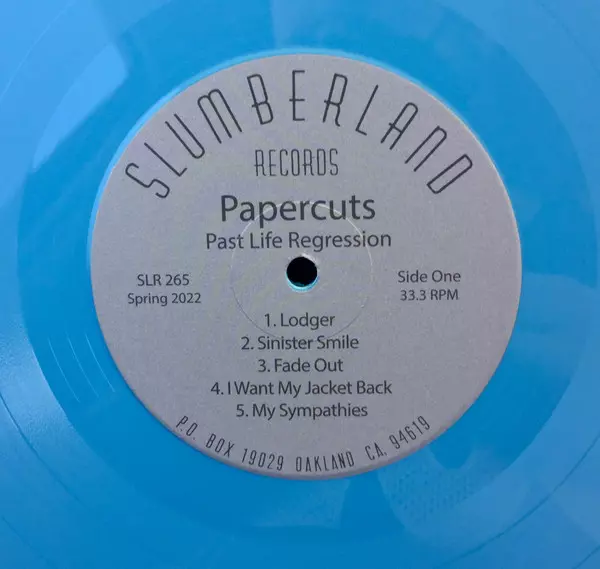 SLUMBERLAND
RECORDS
Papercuts
Past Life Regression
SLR 265
Spring 2022
Side One
33.3 RPM
1. Lodger
2. Sinister Smile
3. Fade Out
4. I Want My Jacket Back
5. My Sympathies
P.O. BOX 19029 OAKLAND CA. 94619